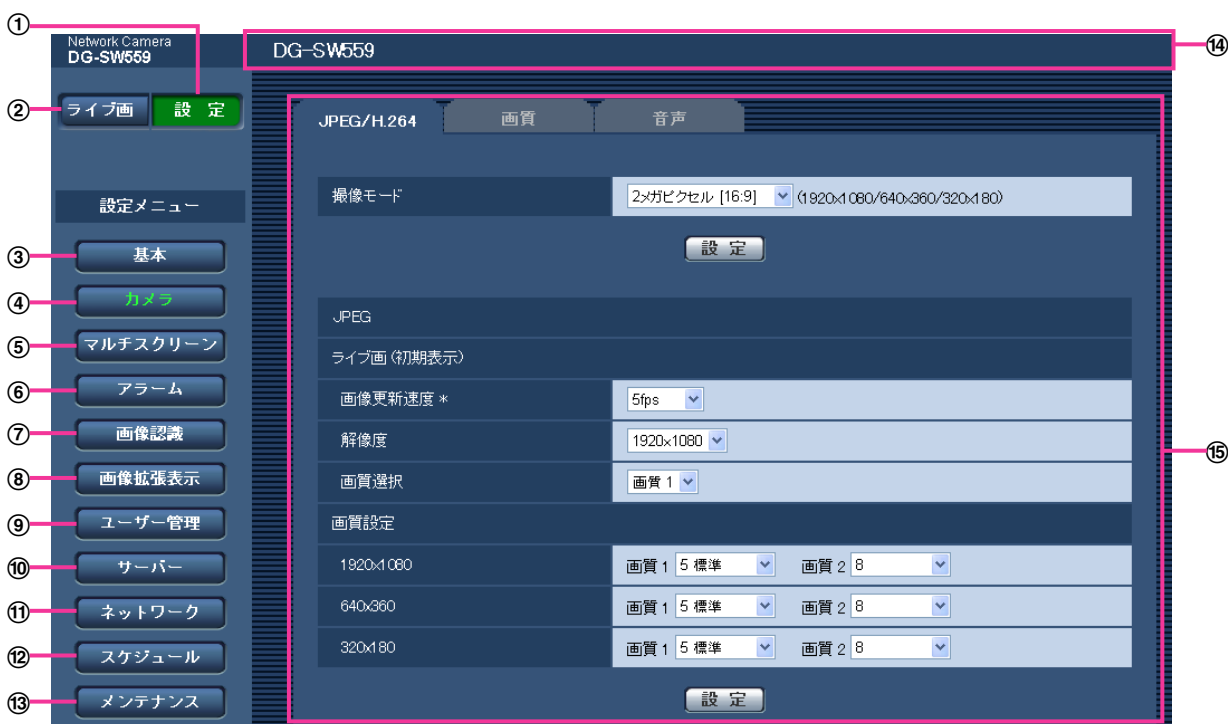 ①
Network Camera
DG-SW559
DG-SW559
⑭
② ライブ画 設 定
JPEG/H.264 画質 音声
設定メニュー
撮像モード 2メガピクセル [16:9] (1920x1080/640x360/320x180)
設 定
③ 基本
④ カメラ
⑤ マルチスクリーン
⑥ アラーム
⑦ 画像認識
⑧ 画像拡張表示
⑨ ユーザー管理
⑩ サーバー
⑪ ネットワーク
⑫ スケジュール
⑬ メンテナンス
JPEG
ライブ画(初期表示)
画像更新速度 * 5fps
解像度 1920x1080
⑮
画質選択 画質 1
画質設定
1920x1080 画質 1 5 標準 画質 2 8
640x360 画質 1 5 標準 画質 2 8
320x180 画質 1 5 標準 画質 2 8
設 定